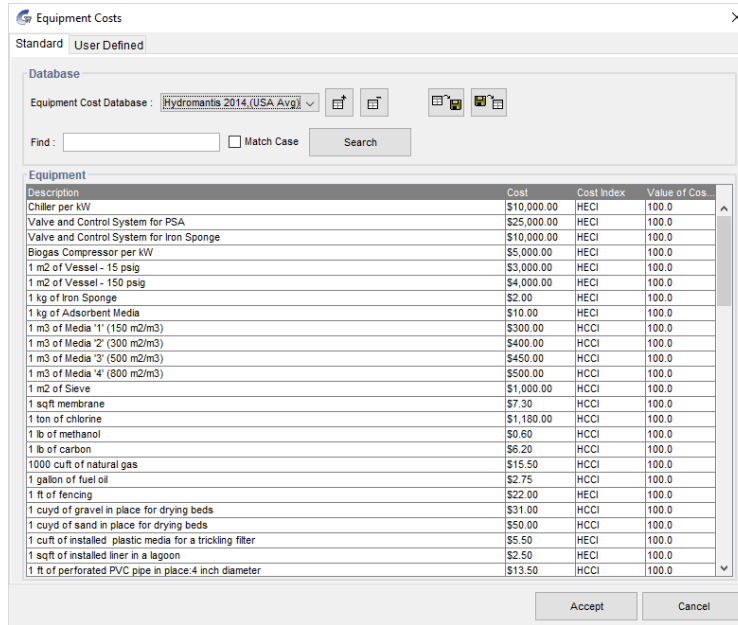 Equipment Costs
Standard User Defined
Database
Equipment Cost Database : Hydromantis 2014,(USA Avg)
Find : Match Case Search
Equipment
Description Cost Cost Index Value of Cos...
Chiller per kW $10,000.00 HECI 100.0
Valve and Control System for PSA $25,000.00 HECI 100.0
Valve and Control System for Iron Sponge $10,000.00 HECI 100.0
Biogas Compressor per kW $5,000.00 HECI 100.0
1 m2 of Vessel - 15 psig $3,000.00 HECI 100.0
1 m2 of Vessel - 150 psig $4,000.00 HECI 100.0
1 kg of Iron Sponge $2.00 HECI 100.0
1 kg of Adsorbent Media $10.00 HECI 100.0
1 m3 of Media '1' (150 m2/m3) $300.00 HCCI 100.0
1 m3 of Media '2' (300 m2/m3) $400.00 HCCI 100.0
1 m3 of Media '3' (500 m2/m3) $450.00 HCCI 100.0
1 m3 of Media '4' (800 m2/m3) $500.00 HCCI 100.0
1 m2 of Sieve $1,000.00 HCCI 100.0
1 sqft membrane $7.30 HCCI 100.0
1 ton of chlorine $1,180.00 HCCI 100.0
1 lb of methanol $0.60 HCCI 100.0
1 lb of carbon $6.20 HCCI 100.0
1000 cuft of natural gas $15.50 HCCI 100.0
1 gallon of fuel oil $2.75 HCCI 100.0
1 ft of fencing $22.00 HECI 100.0
1 cuyd of gravel in place for drying beds $31.00 HCCI 100.0
1 cuyd of sand in place for drying beds $50.00 HCCI 100.0
1 cuft of installed plastic media for a trickling filter $5.50 HECI 100.0
1 sqft of installed liner in a lagoon $2.50 HECI 100.0
1 ft of perforated PVC pipe in place:4 inch diameter $13.50 HCCI 100.0
Accept Cancel